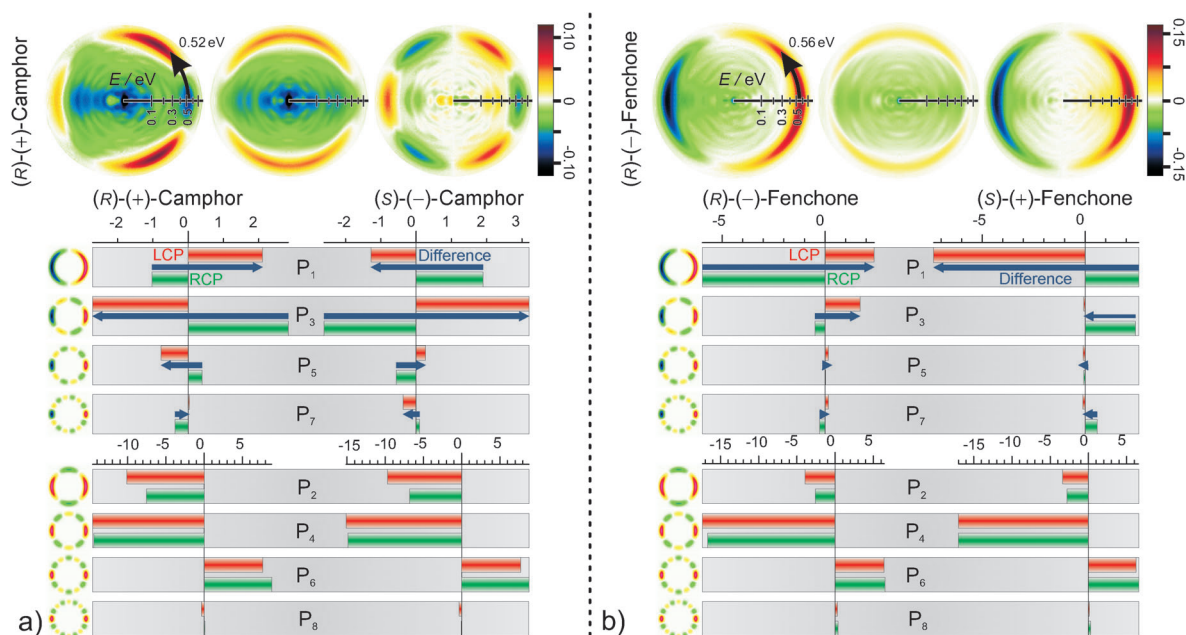 (R)-(+)-Camphor
0.52 eV
E / eV
0.1
0.3
0.5
0.10
0
-0.10
(R)-(+)-Camphor
(S)-(−)-Camphor
-2 -1 0 1 2
-2 -1 0 1 2 3
LCP
RCP
P1
Difference
P3
P5
P7
-10 -5 0 5
-15 -10 -5 0 5
P2
P4
P6
P8
a)
(R)-(−)-Fenchone
0.56 eV
E / eV
0.1
0.3
0.5
0.15
0
-0.15
(R)-(−)-Fenchone
(S)-(+)-Fenchone
-5 0
-5 0
LCP
RCP
P1
Difference
P3
P5
P7
-15 -10 -5 0 5
-15 -10 -5 0 5
P2
P4
P6
P8
b)